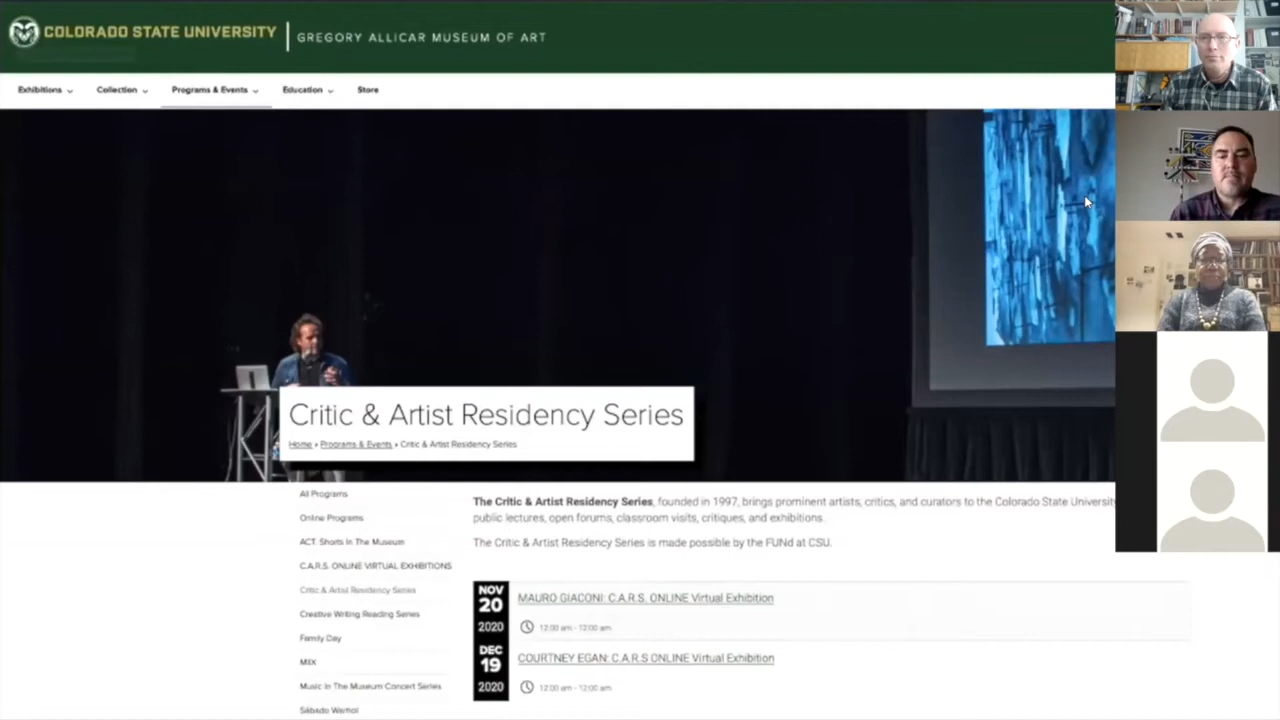 COLORADO STATE UNIVERSITY
GREGORY ALLICAR MUSEUM OF ART
Exhibitions
Collection
Programs & Events
Education
Store
Critic & Artist Residency Series
Home • Programs & Events • Critic & Artist Residency Series
All Programs
Online Programs
ACT. Shorts In The Museum
C.A.R.S. ONLINE VIRTUAL EXHIBITIONS
Critic & Artist Residency Series
Creative Writing Reading Series
Family Day
MIX
Music In The Museum Concert Series
Sábado Warhol
The Critic & Artist Residency Series, founded in 1997, brings prominent artists, critics, and curators to the Colorado State University
public lectures, open forums, classroom visits, critiques, and exhibitions.
The Critic & Artist Residency Series is made possible by the FUNd at CSU.
NOV
20
2020
MAURO GIACONI: C.A.R.S. ONLINE Virtual Exhibition
12:00 am - 12:00 am
DEC
19
2020
COURTNEY EGAN: C.A.R.S ONLINE Virtual Exhibition
12:00 am - 12:00 am